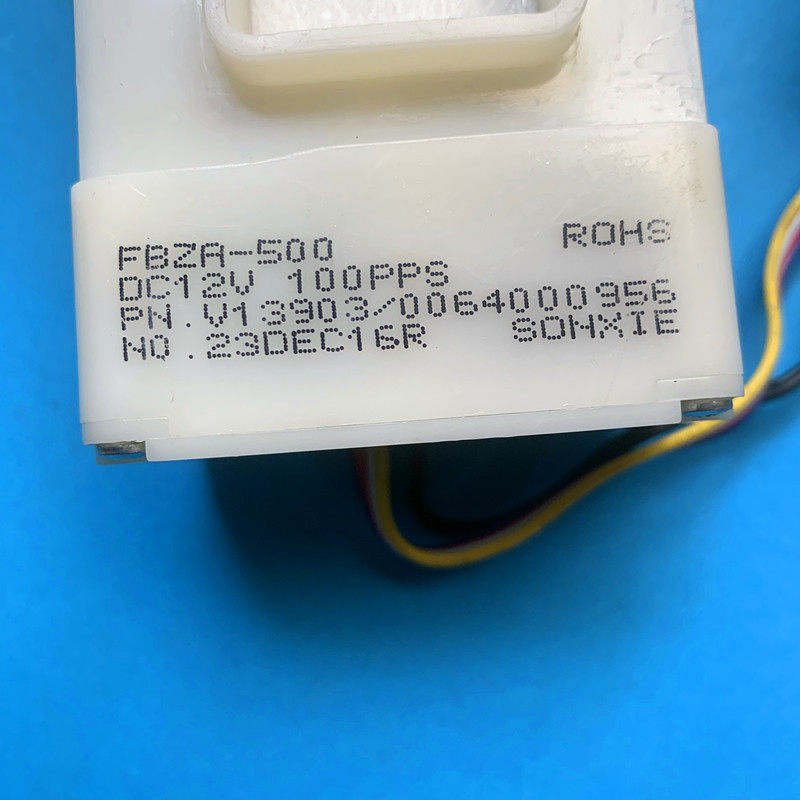 FBZA-500 ROHS
DC12V 100PPS
PN.V13903/0064000956
NO.23DEC16R SONXIE